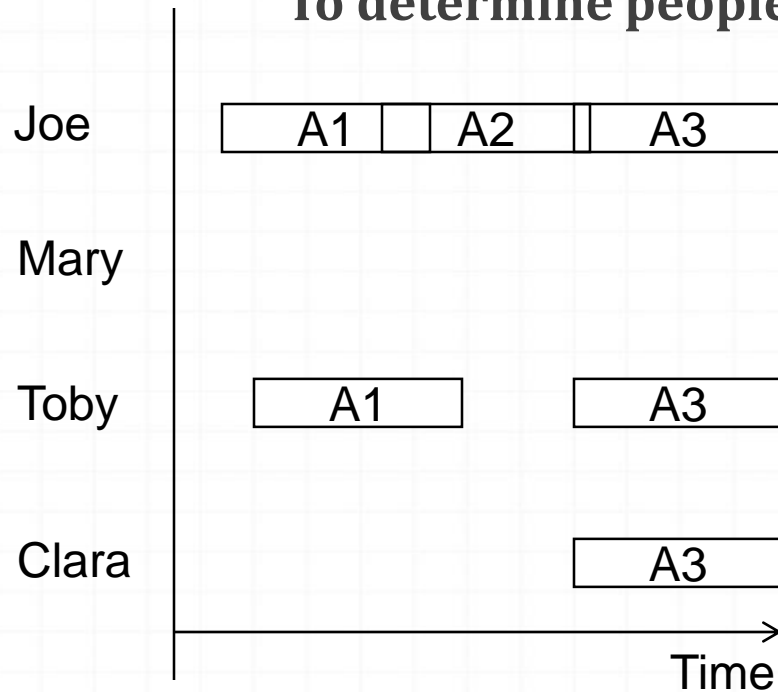 To determine people
Joe A1 A2 A3
Mary
Toby A1 A3
Clara A3
Time